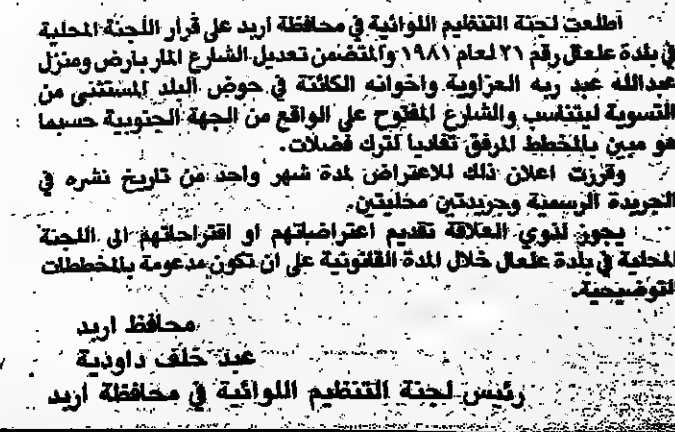 اطلعت لجنة التنظيم اللوائية في محافظة اربد على قرار اللجنة المحلية
في بلدة علعال رقم ٢١ لعام ١٩٨١ والمتضمن تعديل الشارع المار بارض ومنزل
عبدالله عبد ربه العزاوية واخوانه الكائنة في حوض البلد المستثنى من
التسوية ليتناسب والشارع المفتوح على الواقع من الجهة الجنوبية حسبما
هو مبين بالمخطط المرفق تفاديا لترك فضلات.
وقررت اعلان ذلك للاعتراض لمدة شهر واحد من تاريخ نشره في
الجريدة الرسمية وجريدتين محليتين.
يجوز لذوي العلاقة تقديم اعتراضاتهم او اقتراحاتهم الى اللجنة
المحلية في بلدة علعال خلال المدة القانونية على ان تكون مدعومة بالمخططات
التوضيحية.
محافظ اربد
عبد خلف داودية
رئيس لجنة التنظيم اللوائية في محافظة اربد